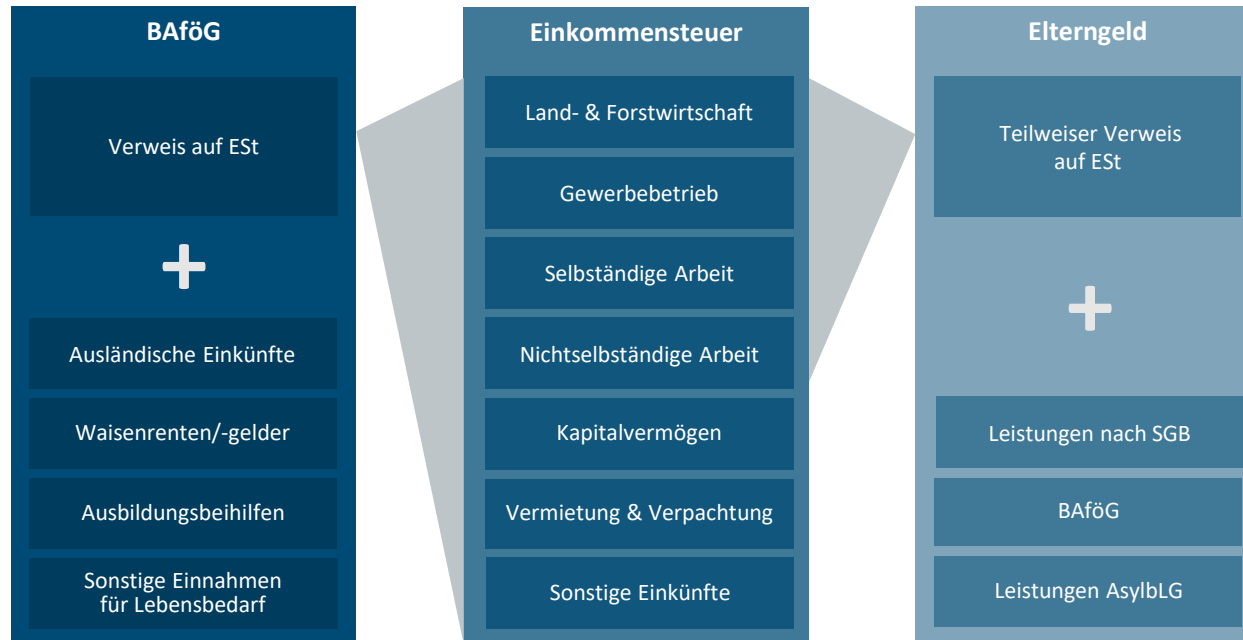 BAföG
Verweis auf ESt
+
Ausländische Einkünfte
Waisenrenten/-gelder
Ausbildungsbeihilfen
Sonstige Einnahmen
für Lebensbedarf
Einkommensteuer
Land- & Forstwirtschaft
Gewerbebetrieb
Selbständige Arbeit
Nichtselbständige Arbeit
Kapitalvermögen
Vermietung & Verpachtung
Sonstige Einkünfte
Elterngeld
Teilweiser Verweis
auf ESt
+
Leistungen nach SGB
BAföG
Leistungen AsylbLG